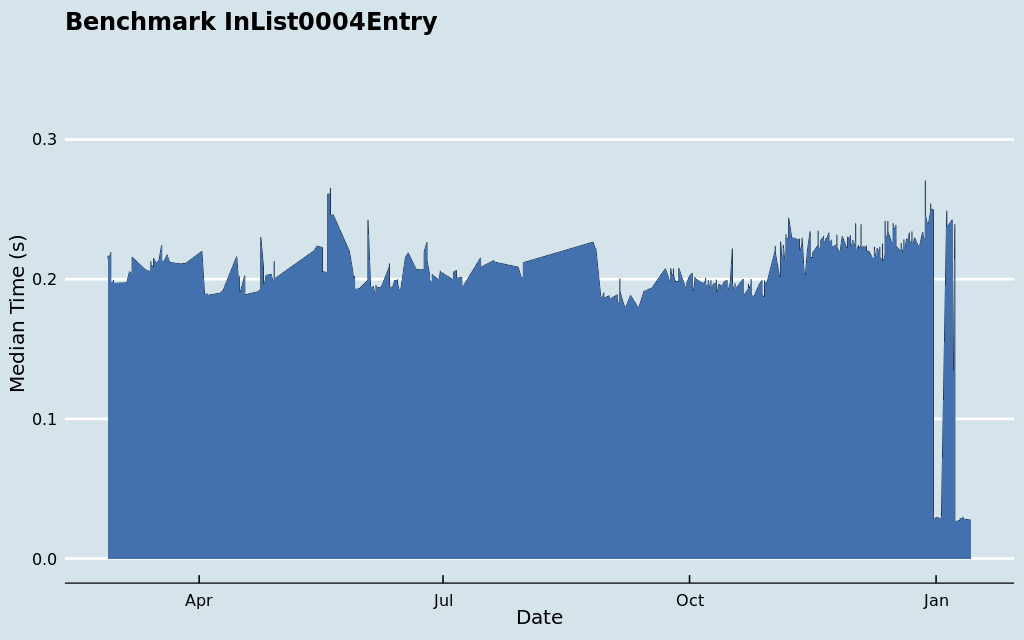 Benchmark InList0004Entry
Median Time (s)
0.3
0.2
0.1
0.0
Apr
Jul
Oct
Jan
Date